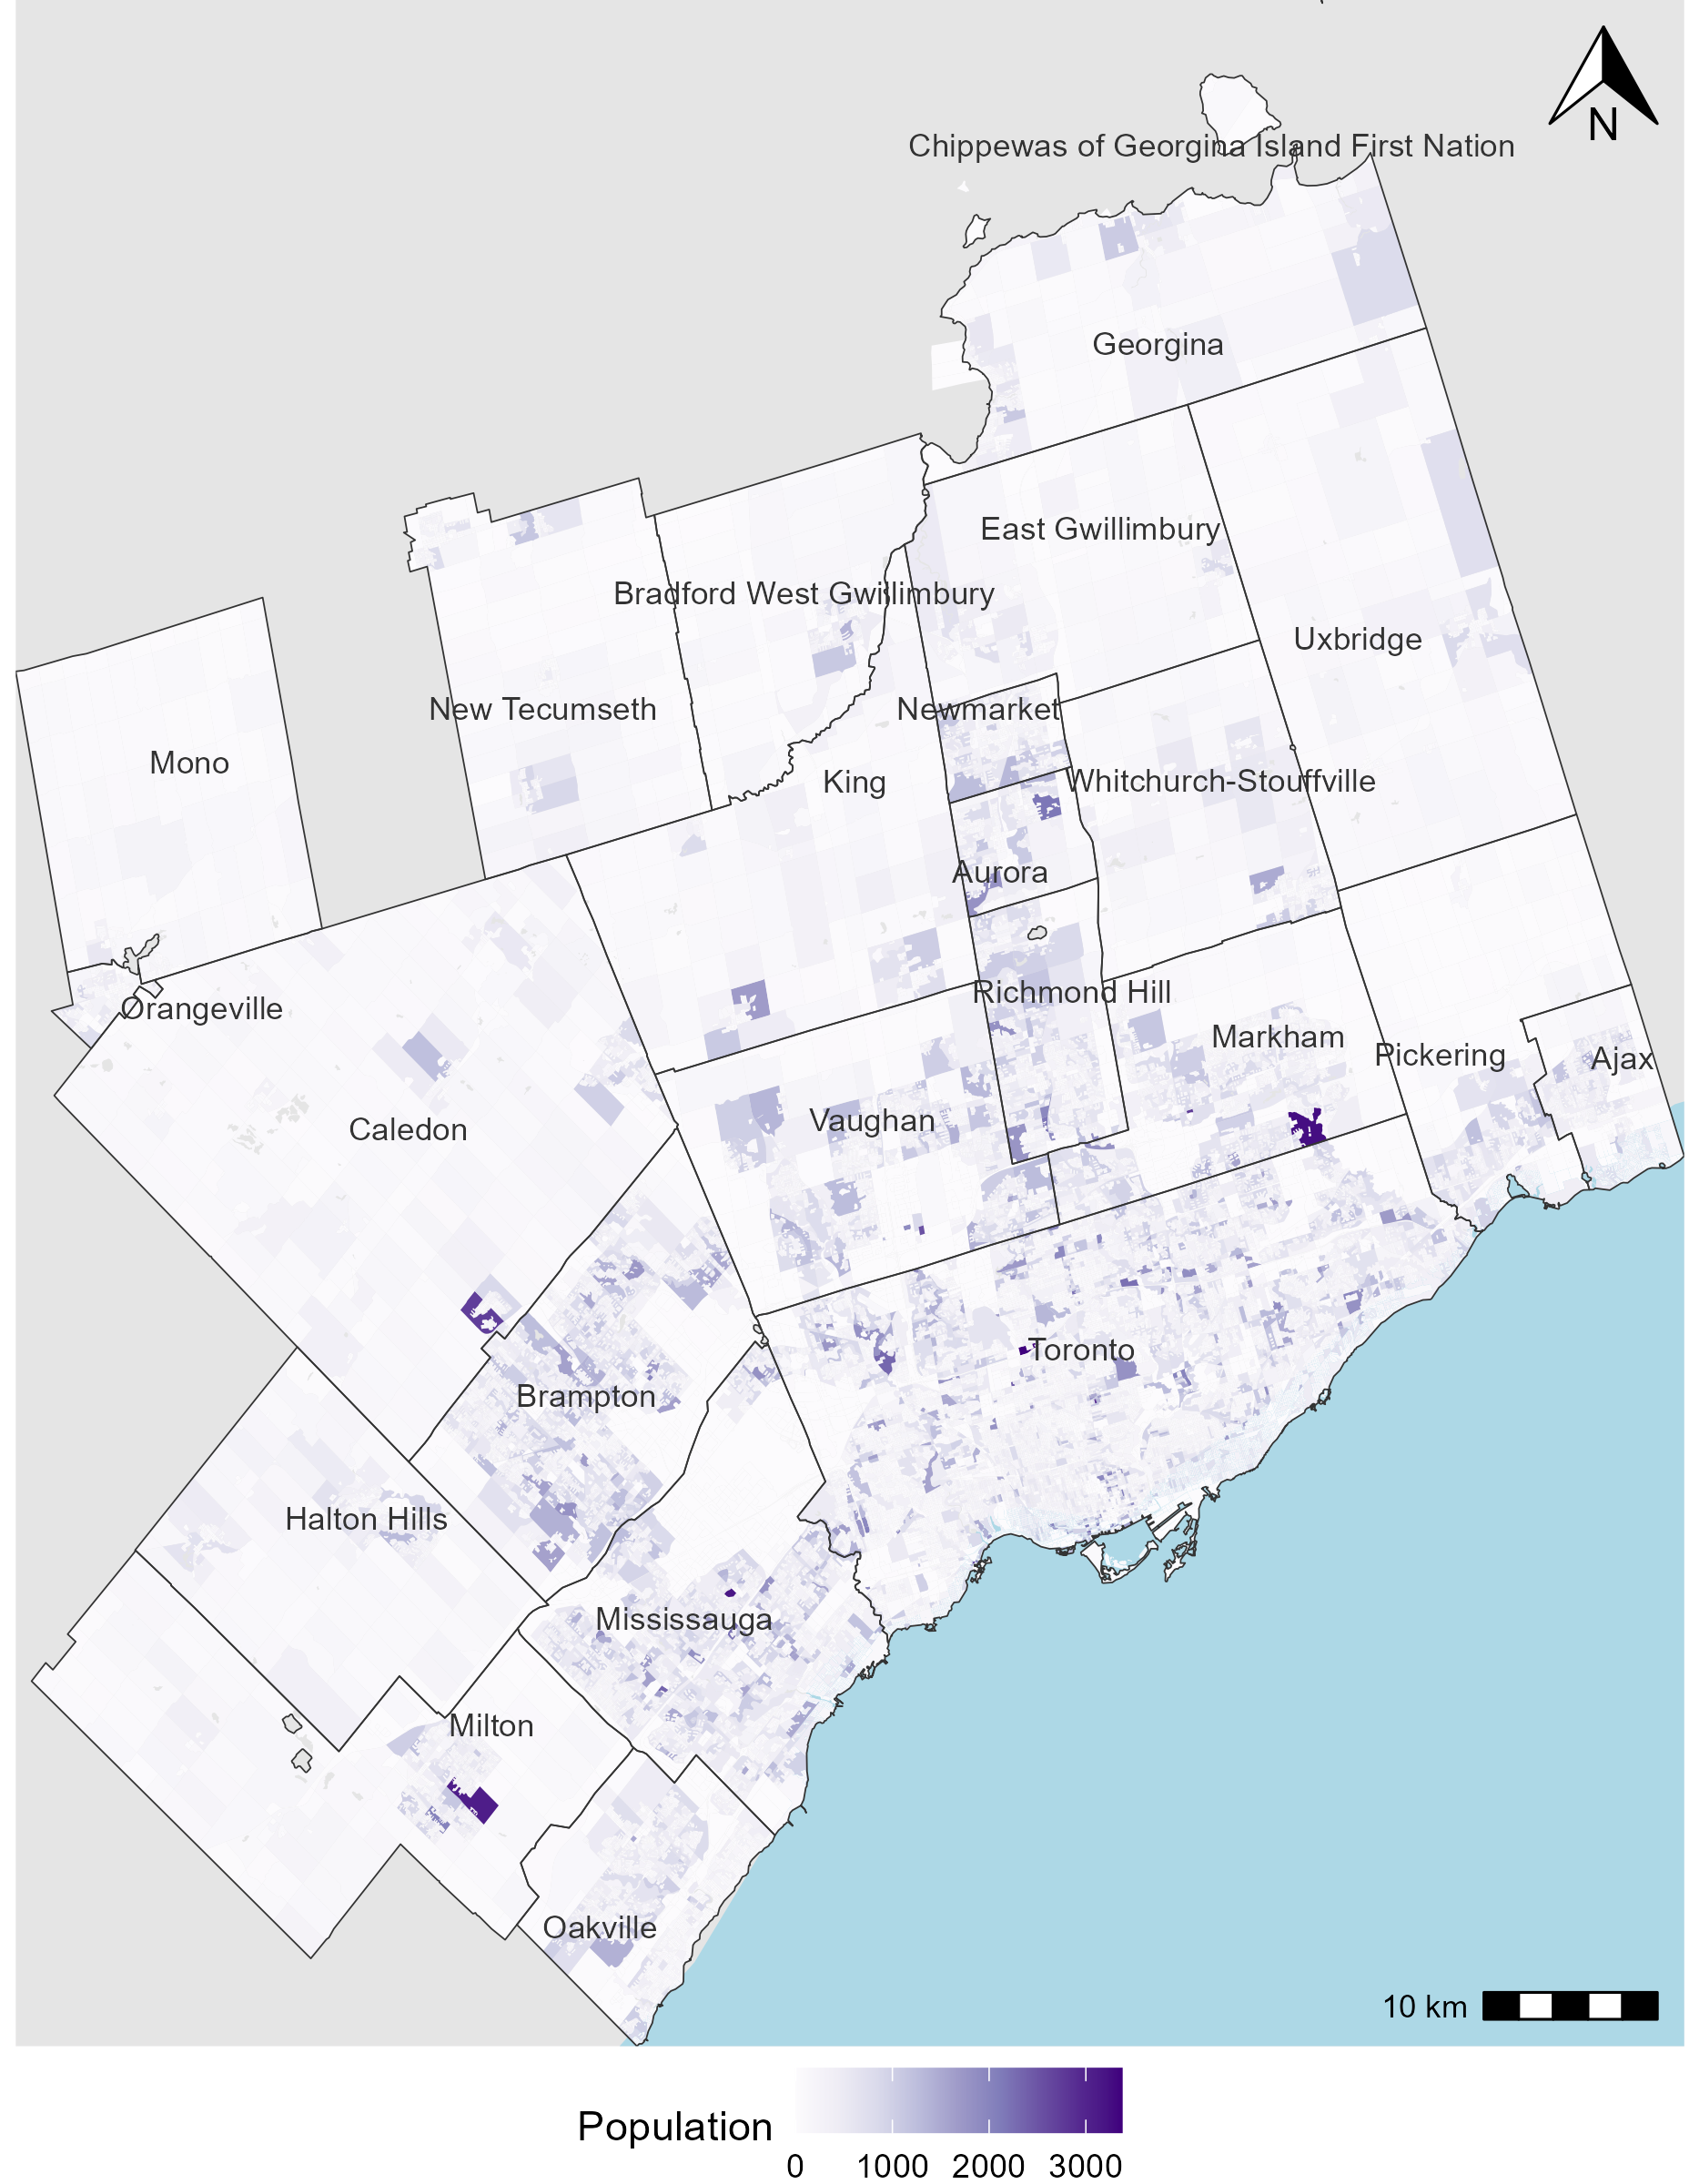 N
Chippewas of Georgina Island First Nation
Georgina
East Gwillimbury
Bradford West Gwillimbury
Uxbridge
New Tecumseth
Newmarket
Mono
King
Whitchurch-Stouffville
Aurora
Richmond Hill
Orangeville
Markham
Pickering
Ajax
Vaughan
Caledon
Toronto
Brampton
Halton Hills
Mississauga
Milton
Oakville
10 km
Population
0 1000 2000 3000